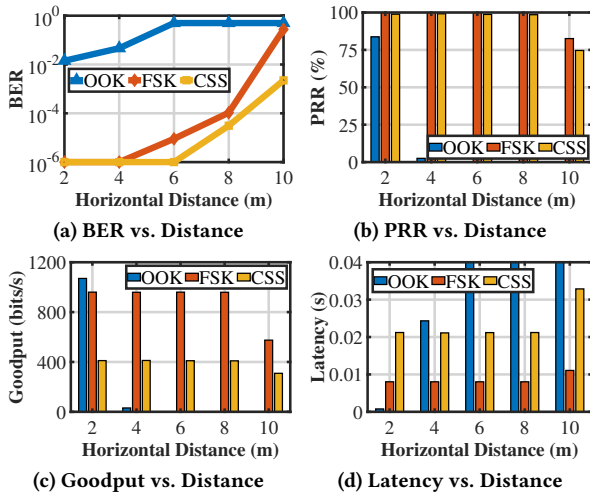 10⁰
10⁻²
10⁻⁴
10⁻⁶
BER
OOK FSK CSS
2 4 6 8 10
Horizontal Distance (m)
(a) BER vs. Distance
100
75
50
25
0
PRR (%)
OOK FSK CSS
2 4 6 8 10
Horizontal Distance (m)
(b) PRR vs. Distance
1200
800
400
0
Goodput (bits/s)
OOK FSK CSS
2 4 6 8 10
Horizontal Distance (m)
(c) Goodput vs. Distance
0.04
0.03
0.01
0.00
Latency (s)
OOK FSK CSS
2 4 6 8 10
Horizontal Distance (m)
(d) Latency vs. Distance